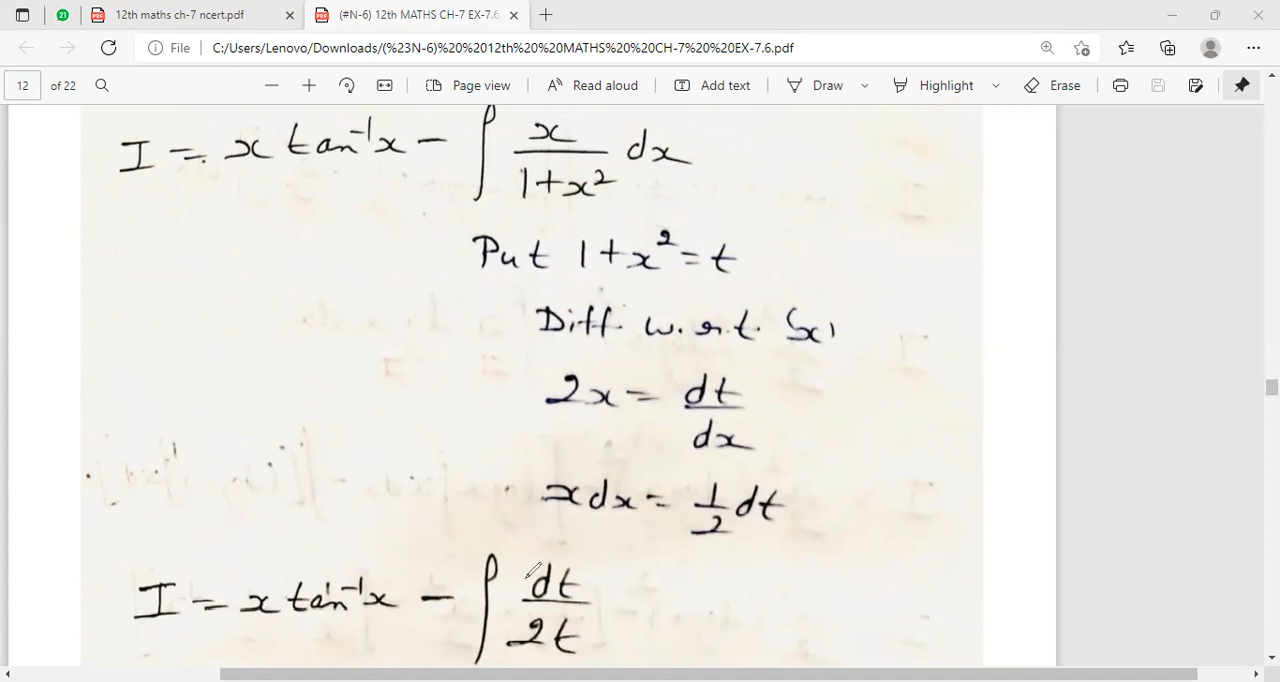 12th maths ch-7 ncert.pdf
(#N-6) 12th MATHS CH-7 EX-7.6.
21
File C:/Users/Lenovo/Downloads/(%23N-6)%20%2012th%20%20MATHS%20%20CH-7%20%20EX-7.6.pdf
12 of 22 Page view Read aloud Add text Draw Highlight Erase
I = x tan⁻¹x − ∫ x/(1+x²) dx
Put 1+x² = t
Diff. w.r.t. 'x'
2x = dt/dx
xdx = 1/2 dt
I = x tan⁻¹x − ∫ dt/2t